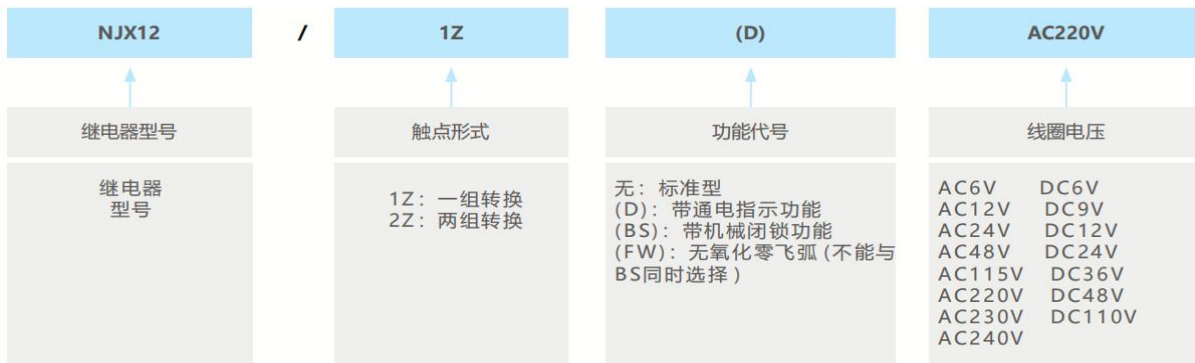 NJX12 / 1Z (D) AC220V
继电器型号 触点形式 功能代号 线圈电压
继电器
型号
1Z：一组转换
2Z：两组转换
无：标准型
(D)：带通电指示功能
(BS)：带机械闭锁功能
(FW)：无氧化零飞弧(不能与
BS同时选择)
AC6V DC6V
AC12V DC9V
AC24V DC12V
AC48V DC24V
AC115V DC36V
AC220V DC48V
AC230V DC110V
AC240V